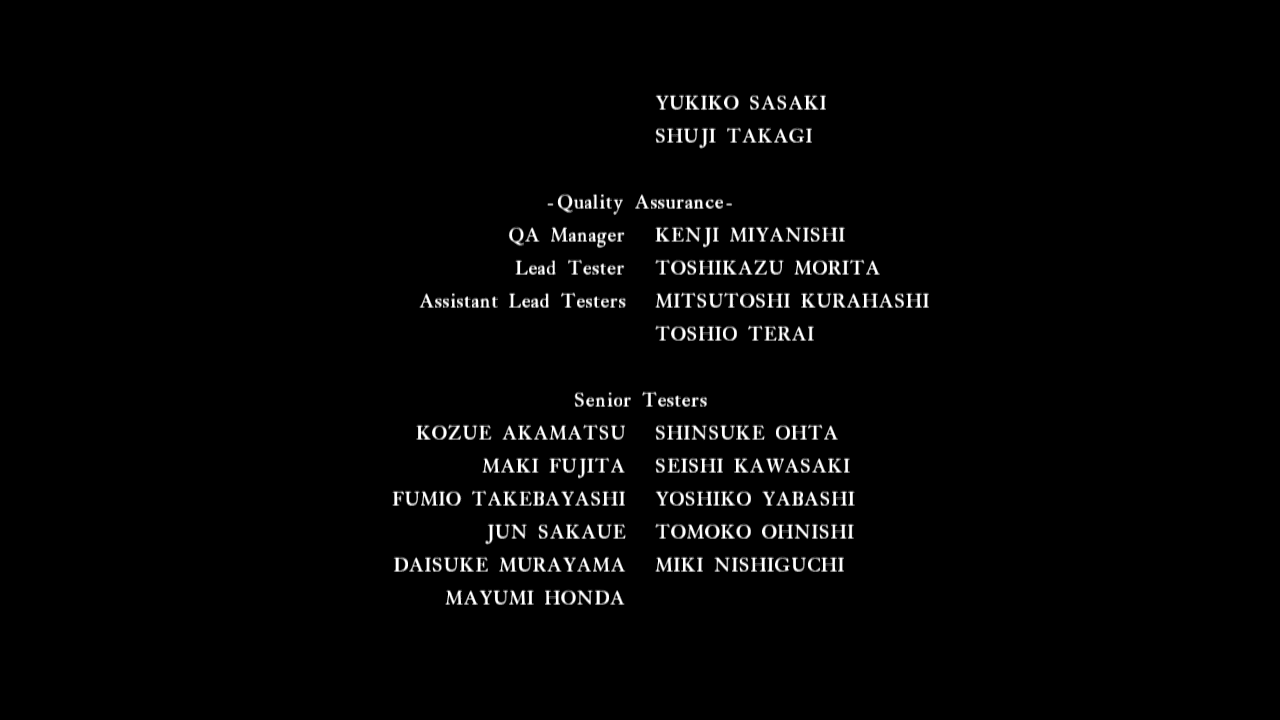 YUKIKO SASAKI
SHUJI TAKAGI
-Quality Assurance-
QA Manager KENJI MIYANISHI
Lead Tester TOSHIKAZU MORITA
Assistant Lead Testers MITSUTOSHI KURAHASHI
TOSHIO TERAI
Senior Testers
KOZUE AKAMATSU SHINSUKE OHTA
MAKI FUJITA SEISHI KAWASAKI
FUMIO TAKEBAYASHI YOSHIKO YABASHI
JUN SAKAUE TOMOKO OHNISHI
DAISUKE MURAYAMA MIKI NISHIGUCHI
MAYUMI HONDA